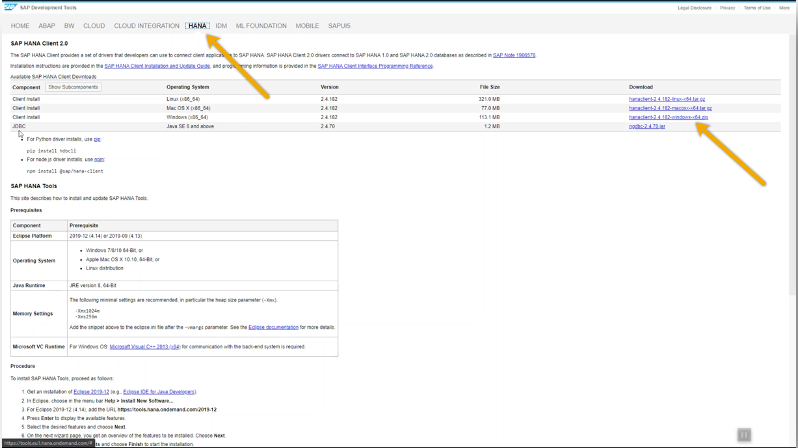 SAP SAP Development Tools
Legal Disclosure Privacy Terms of Use More
HOME ABAP BW CLOUD CLOUD INTEGRATION HANA IDM ML FOUNDATION MOBILE SAPUI5
SAP HANA Client 2.0
The SAP HANA Client provides a set of drivers that developers can use to connect client applications to SAP HANA. SAP HANA Client 2.0 drivers connect to SAP HANA 1.0 and SAP HANA 2.0 databases as described in SAP Note 1906576.
Installation instructions are provided in the SAP HANA Client Installation and Update Guide, and programming information is provided in the SAP HANA Client Interface Programming Reference.
Available SAP HANA Client Downloads
Component Show Subcomponents Operating System Version File Size Download
Client Install Linux (x86_64) 2.4.182 321.0 MB hanaclient-2.4.182-linux-x64.tar.gz
Client Install Mac OS X (x86_64) 2.4.182 77.0 MB hanaclient-2.4.182-macosx-x64.tar.gz
Client Install Windows (x86_64) 2.4.182 113.1 MB hanaclient-2.4.182-windows-x64.zip
JDBC Java SE 6 and above 2.4.70 1.2 MB ngdbc-2.4.70.jar
• For Python driver installs, use pip:
pip install hdbcli
• For node.js driver installs, use npm:
npm install @sap/hana-client
SAP HANA Tools
This site describes how to install and update SAP HANA Tools.
Prerequisites
Component Prerequisite
Eclipse Platform 2019-12 (4.14) or 2019-09 (4.13)
Operating System
• Windows 7/8/10 64-Bit, or
• Apple Mac OS X 10.10, 64-Bit, or
• Linux distribution
Java Runtime JRE version 8, 64-Bit
Memory Settings
The following minimal settings are recommended, in particular the heap size parameter (-Xmx).
-Xmx1024m
-Xms256m
Add the snippet above to the eclipse.ini file after the -vmargs parameter. See the Eclipse documentation for more details.
Microsoft VC Runtime For Windows OS: Microsoft Visual C++ 2013 (x64) for communication with the back-end system is required.
Procedure
To install SAP HANA Tools, proceed as follows:
1. Get an installation of Eclipse 2019-12 (e.g., Eclipse IDE for Java Developers).
2. In Eclipse, choose in the menu bar Help > Install New Software...
3. For Eclipse 2019-12 (4.14), add the URL https://tools.hana.ondemand.com/2019-12
4. Press Enter to display the available features.
5. Select the desired features and choose Next.
6. On the next wizard page, you get an overview of the features to be installed. Choose Next.
https://tools.eu1.hana.ondemand.com/# and choose Finish to start the installation.